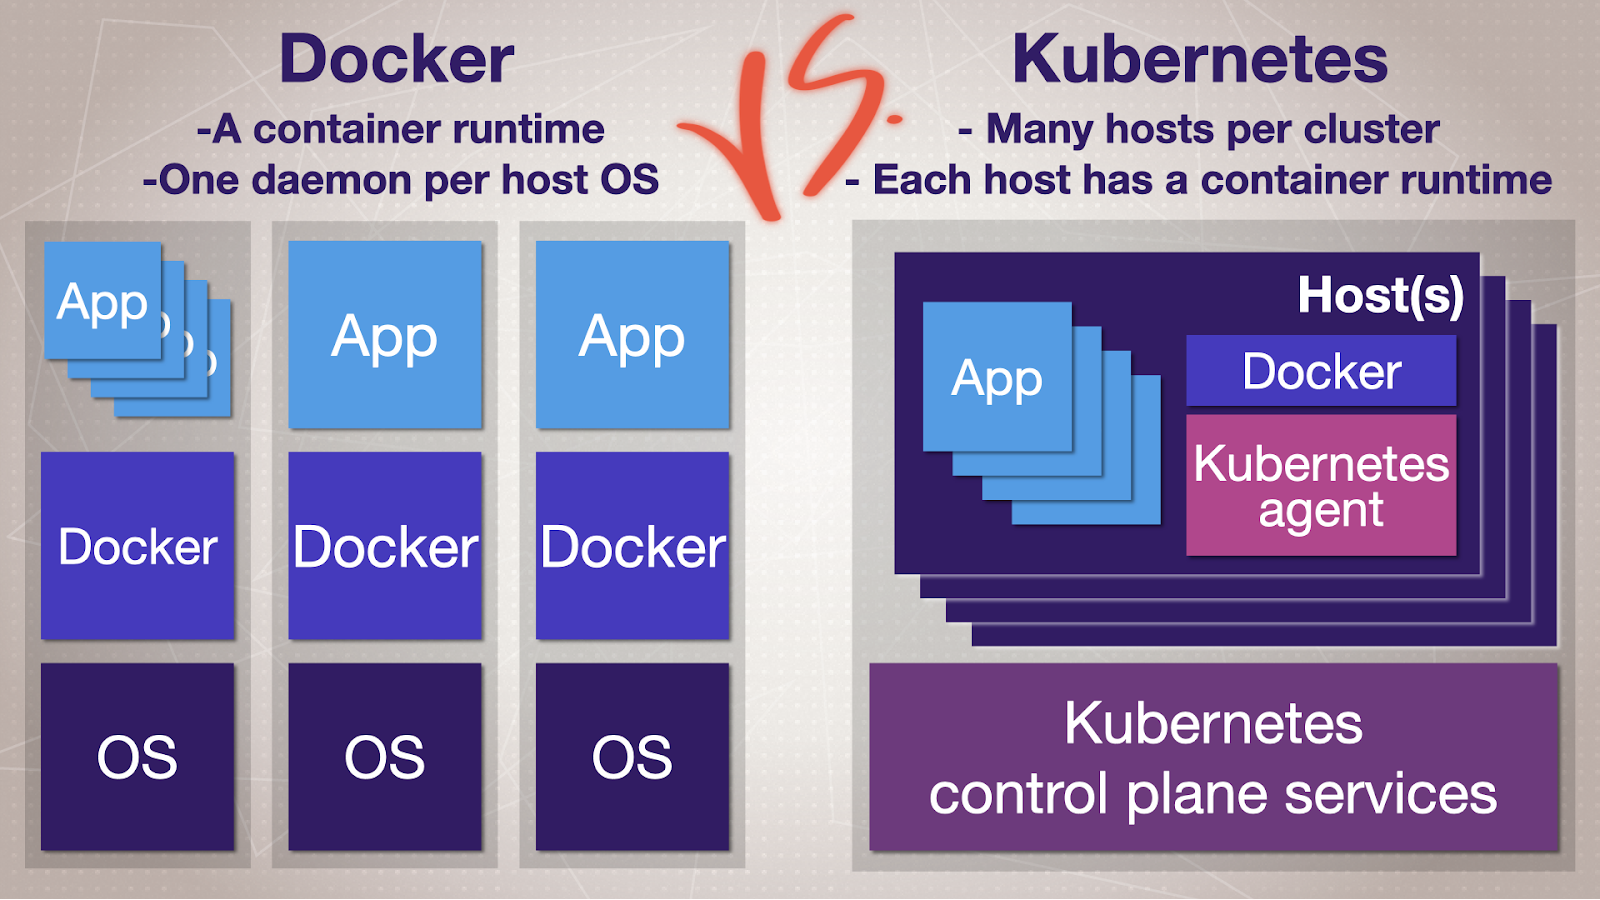 Docker
VS.
Kubernetes
-A container runtime
-One daemon per host OS
- Many hosts per cluster
- Each host has a container runtime
App
p
p
p
App
App
Docker
Docker
Docker
OS
OS
OS
Host(s)
App
Docker
Kubernetes
agent
Kubernetes
control plane services